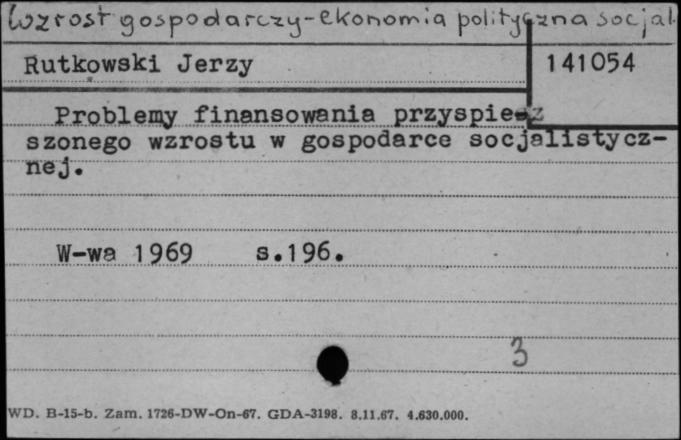 Wzrost gospodarczy-ekonomia polityczna socjal.
Rutkowski Jerzy
141054
Problemy finansowania przyspiesz
szonego wzrostu w gospodarce socjalistycz-
nej.
W-wa 1969 s.196.
3
WD. B-15-b. Zam. 1726-DW-On-67. GDA-3198. 8.11.67. 4.630.000.